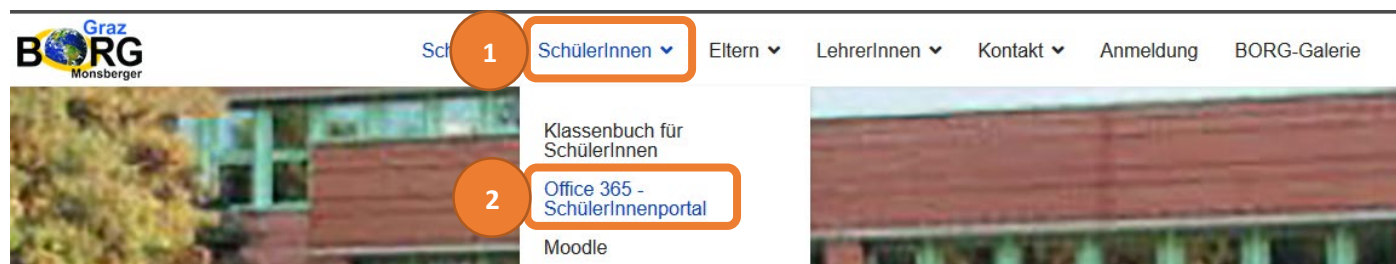 Graz
BORG
Monsberger
1 SchülerInnen Eltern LehrerInnen Kontakt Anmeldung BORG-Galerie
Klassenbuch für
SchülerInnen
2
Office 365 -
SchülerInnenportal
Moodle